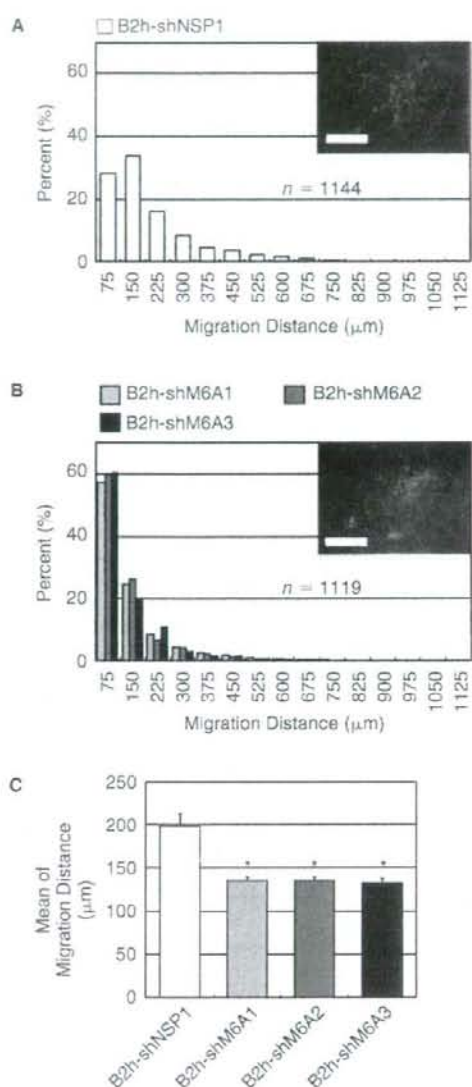 A
B2h-shNSP1
Percent (%)
60
40
20
0
n = 1144
75 150 225 300 375 450 525 600 675 750 825 900 975 1050 1125
Migration Distance (μm)
B
B2h-shM6A1 B2h-shM6A2
B2h-shM6A3
Percent (%)
60
40
20
0
n = 1119
75 150 225 300 375 450 525 600 675 750 825 900 975 1050 1125
Migration Distance (μm)
C
Mean of
Migration Distance
(μm)
250
200
150
100
50
0
* * *
B2h-shNSP1 B2h-shM6A1 B2h-shM6A2 B2h-shM6A3